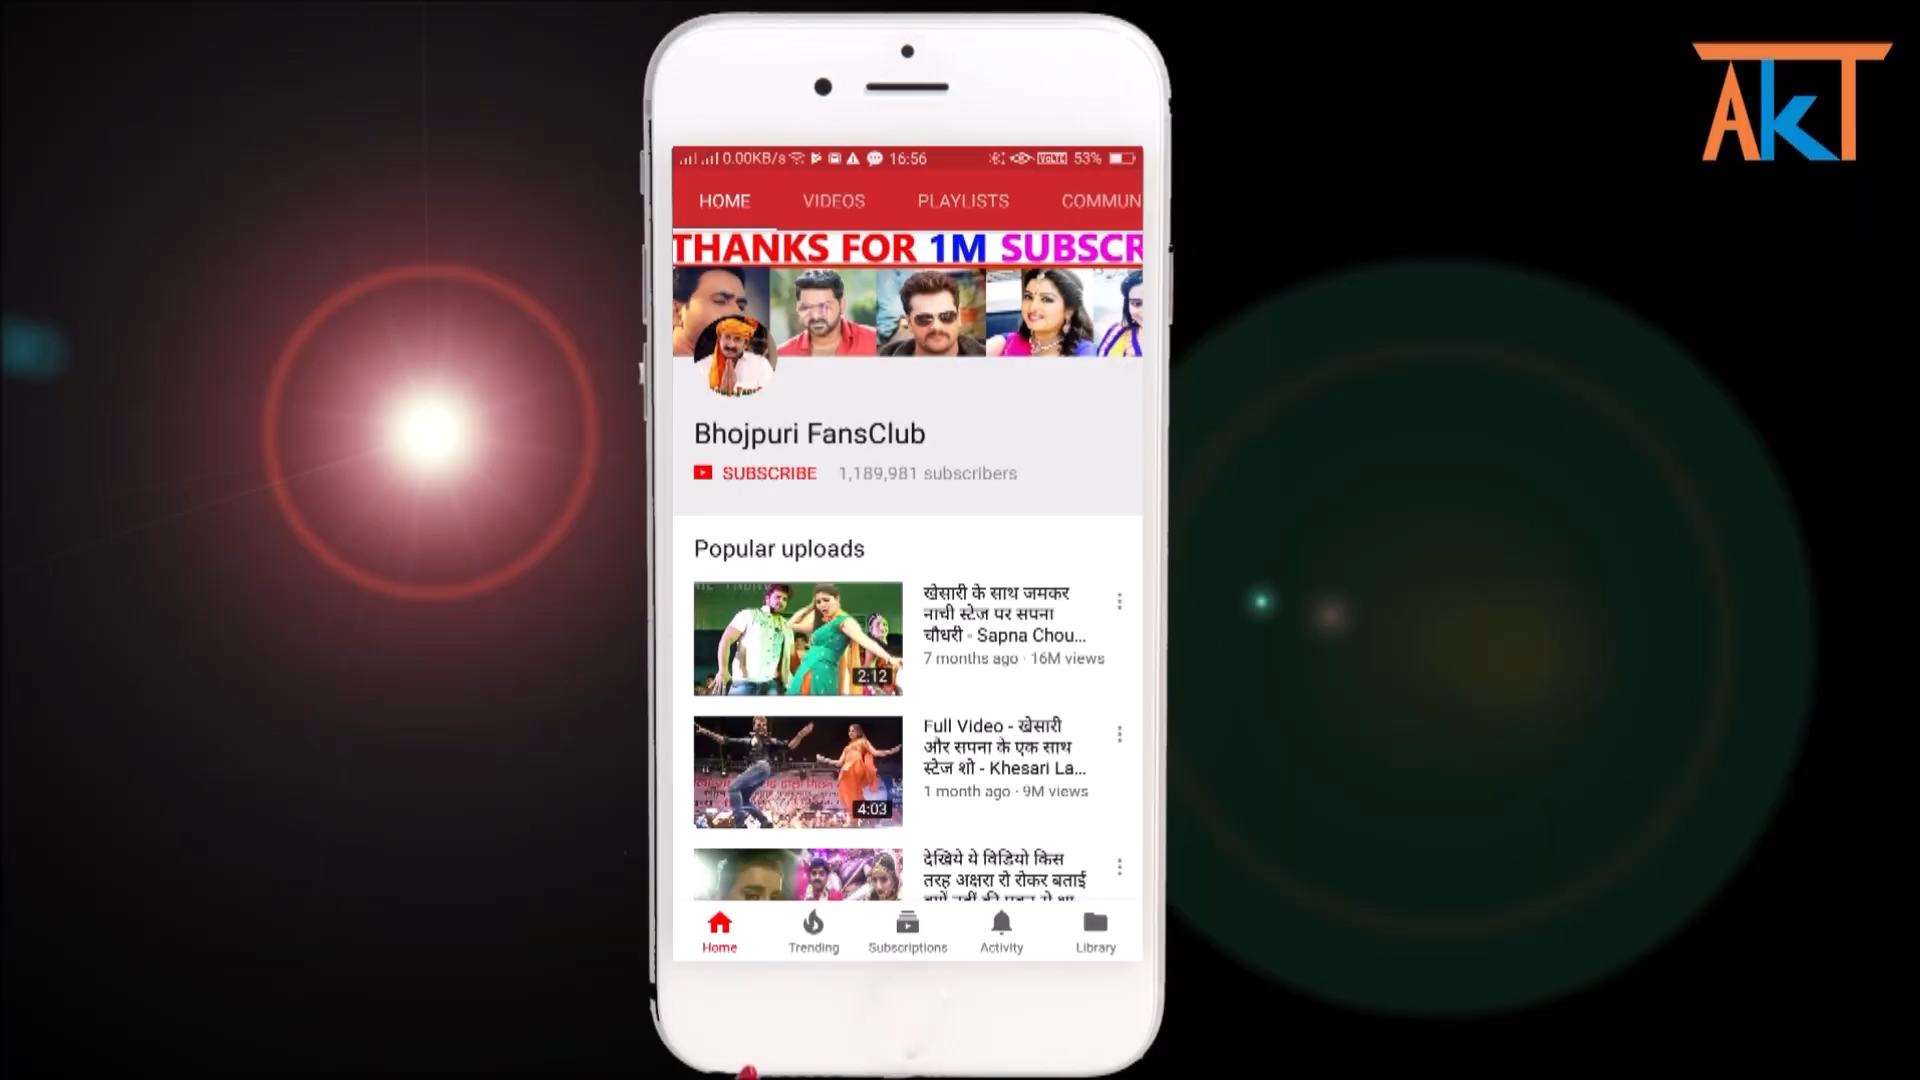 AKT
0.00KB/s 16:56 VoLTE 53%
HOME VIDEOS PLAYLISTS COMMUN
THANKS FOR 1M SUBSCR
Bhojpuri FansClub
SUBSCRIBE 1,189,981 subscribers
Popular uploads
खेसारी के साथ जमकर
नाची स्टेज पर सपना
चौधरी - Sapna Chou...
7 months ago · 16M views
2:12
Full Video - खेसारी
और सपना के एक साथ
स्टेज शो - Khesari La...
1 month ago · 9M views
4:03
देखिये ये विडियो किस
तरह अक्षरा रो रोकर बताई
Home Trending Subscriptions Activity Library